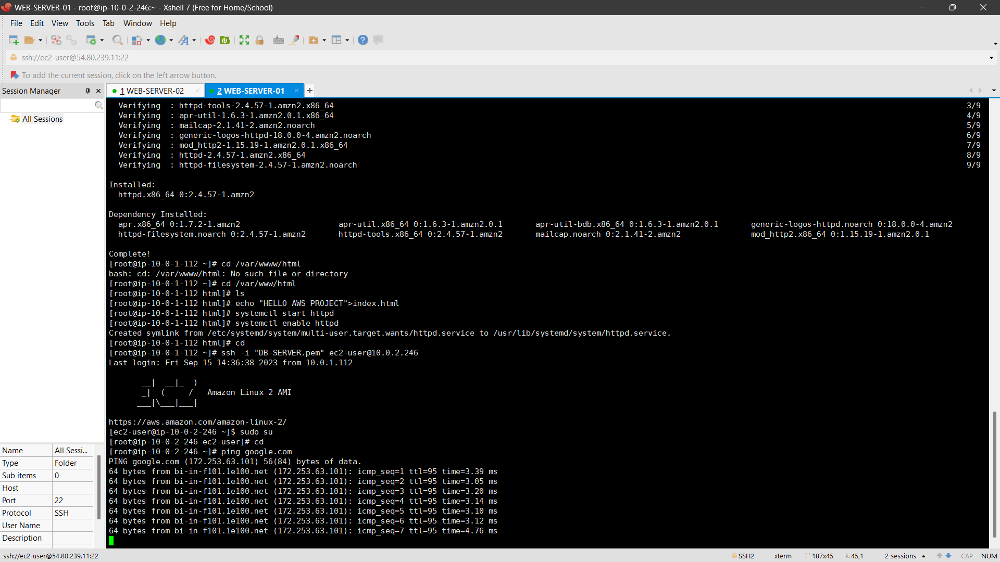 WEB-SERVER-01 - root@ip-10-0-2-246:~ - Xshell 7 (Free for Home/School)
File Edit View Tools Tab Window Help
ssh://ec2-user@54.80.239.11:22
To add the current session, click on the left arrow button.
Session Manager
1 WEB-SERVER-02
2 WEB-SERVER-01
All Sessions
Verifying : httpd-tools-2.4.57-1.amzn2.x86_64 3/9
Verifying : apr-util-1.6.3-1.amzn2.0.1.x86_64 4/9
Verifying : mailcap-2.1.41-2.amzn2.noarch 5/9
Verifying : generic-logos-httpd-18.0.0-4.amzn2.noarch 6/9
Verifying : mod_http2-1.15.19-1.amzn2.0.1.x86_64 7/9
Verifying : httpd-2.4.57-1.amzn2.x86_64 8/9
Verifying : httpd-filesystem-2.4.57-1.amzn2.noarch 9/9
Installed:
httpd.x86_64 0:2.4.57-1.amzn2
Dependency Installed:
apr.x86_64 0:1.7.2-1.amzn2 apr-util.x86_64 0:1.6.3-1.amzn2.0.1 apr-util-bdb.x86_64 0:1.6.3-1.amzn2.0.1 generic-logos-httpd.noarch 0:18.0.0-4.amzn2
httpd-filesystem.noarch 0:2.4.57-1.amzn2 httpd-tools.x86_64 0:2.4.57-1.amzn2 mailcap.noarch 0:2.1.41-2.amzn2 mod_http2.x86_64 0:1.15.19-1.amzn2.0.1
Complete!
[root@ip-10-0-1-112 ~]# cd /var/wwww/html
bash: cd: /var/wwww/html: No such file or directory
[root@ip-10-0-1-112 ~]# cd /var/www/html
[root@ip-10-0-1-112 html]# ls
[root@ip-10-0-1-112 html]# echo "HELLO AWS PROJECT">index.html
[root@ip-10-0-1-112 html]# systemctl start httpd
[root@ip-10-0-1-112 html]# systemctl enable httpd
Created symlink from /etc/systemd/system/multi-user.target.wants/httpd.service to /usr/lib/systemd/system/httpd.service.
[root@ip-10-0-1-112 html]# cd
[root@ip-10-0-1-112 ~]# ssh -i "DB-SERVER.pem" ec2-user@10.0.2.246
Last login: Fri Sep 15 14:36:38 2023 from 10.0.1.112
__| __|_ )
_| ( / Amazon Linux 2 AMI
___|\___|___|
https://aws.amazon.com/amazon-linux-2/
[ec2-user@ip-10-0-2-246 ~]$ sudo su
[root@ip-10-0-2-246 ec2-user]# cd
[root@ip-10-0-2-246 ~]# ping google.com
PING google.com (172.253.63.101) 56(84) bytes of data.
64 bytes from bi-in-f101.1e100.net (172.253.63.101): icmp_seq=1 ttl=95 time=3.39 ms
64 bytes from bi-in-f101.1e100.net (172.253.63.101): icmp_seq=2 ttl=95 time=3.05 ms
64 bytes from bi-in-f101.1e100.net (172.253.63.101): icmp_seq=3 ttl=95 time=3.20 ms
64 bytes from bi-in-f101.1e100.net (172.253.63.101): icmp_seq=4 ttl=95 time=3.14 ms
64 bytes from bi-in-f101.1e100.net (172.253.63.101): icmp_seq=5 ttl=95 time=3.10 ms
64 bytes from bi-in-f101.1e100.net (172.253.63.101): icmp_seq=6 ttl=95 time=3.12 ms
64 bytes from bi-in-f101.1e100.net (172.253.63.101): icmp_seq=7 ttl=95 time=4.76 ms
Name All Sessi...
Type Folder
Sub items 0
Host
Port 22
Protocol SSH
User Name
Description
ssh://ec2-user@54.80.239.11:22 SSH2 xterm 187x45 45,1 2 sessions CAP NUM